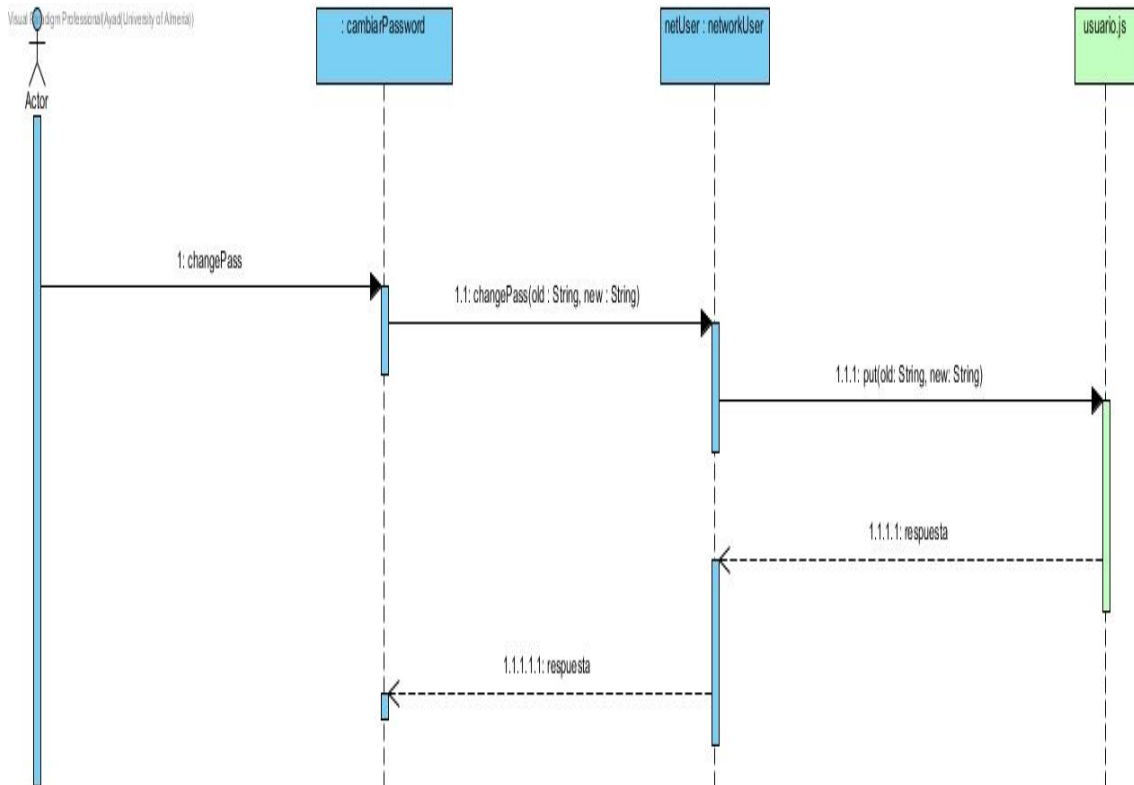 Visual Paradigm Professional(Ayad(University of Almeria))
: cambiarPassword
netUser : networkUser
usuario.js
Actor
1: changePass
1.1: changePass(old : String, new : String)
1.1.1: put(old: String, new: String)
1.1.1.1: respuesta
1.1.1.1.1: respuesta